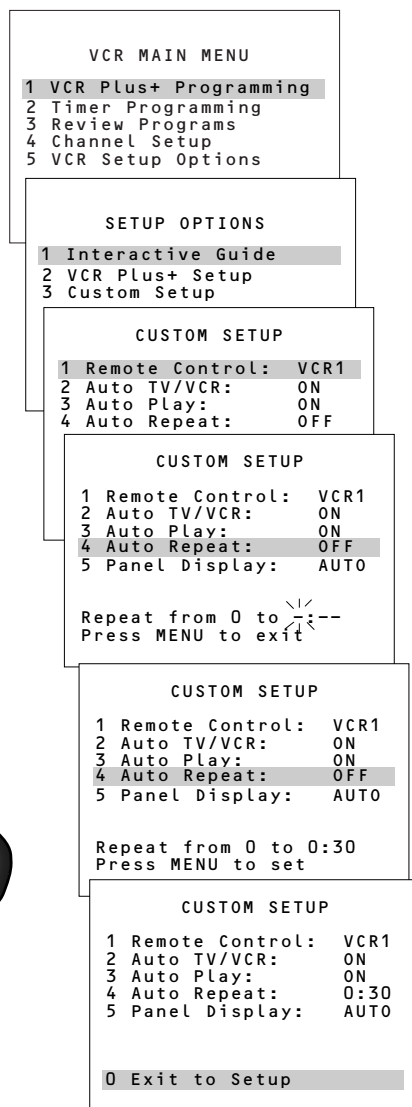 VCR MAIN MENU
1 VCR Plus+ Programming
2 Timer Programming
3 Review Programs
4 Channel Setup
5 VCR Setup Options
SETUP OPTIONS
1 Interactive Guide
2 VCR Plus+ Setup
3 Custom Setup
CUSTOM SETUP
1 Remote Control: VCR1
2 Auto TV/VCR: ON
3 Auto Play: ON
4 Auto Repeat: OFF
CUSTOM SETUP
1 Remote Control: VCR1
2 Auto TV/VCR: ON
3 Auto Play: ON
4 Auto Repeat: OFF
5 Panel Display: AUTO
Repeat from 0 to -:--
Press MENU to exit
CUSTOM SETUP
1 Remote Control: VCR1
2 Auto TV/VCR: ON
3 Auto Play: ON
4 Auto Repeat: OFF
5 Panel Display: AUTO
Repeat from 0 to 0:30
Press MENU to set
CUSTOM SETUP
1 Remote Control: VCR1
2 Auto TV/VCR: ON
3 Auto Play: ON
4 Auto Repeat: 0:30
5 Panel Display: AUTO
0 Exit to Setup